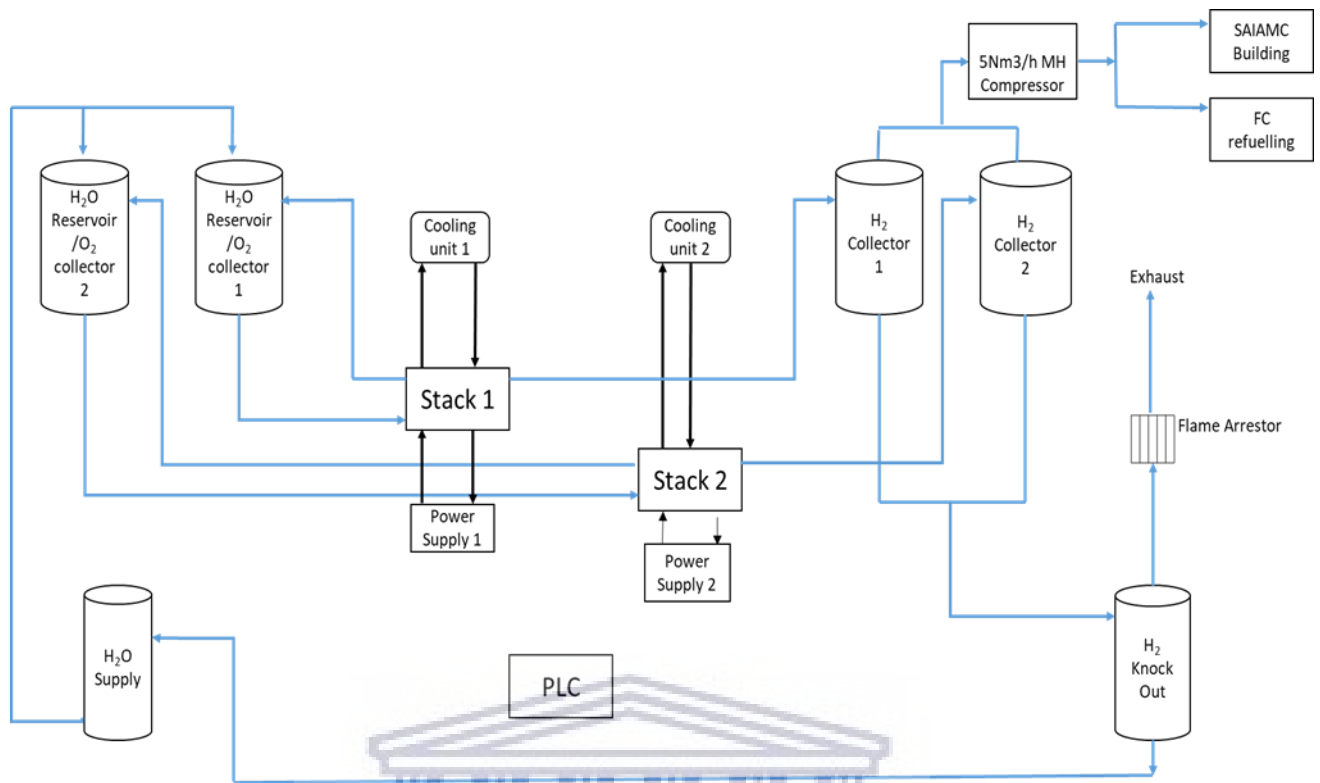 SAIAMC
Building
5Nm3/h MH
Compressor
FC
refuelling
H₂O
Reservoir
/O₂
collector
2
H₂O
Reservoir
/O₂
collector
1
Cooling
unit 1
Cooling
unit 2
H₂
Collector
1
H₂
Collector
2
Exhaust
Stack 1
Flame Arrestor
Stack 2
Power
Supply 1
Power
Supply 2
H₂O
Supply
PLC
H₂
Knock
Out